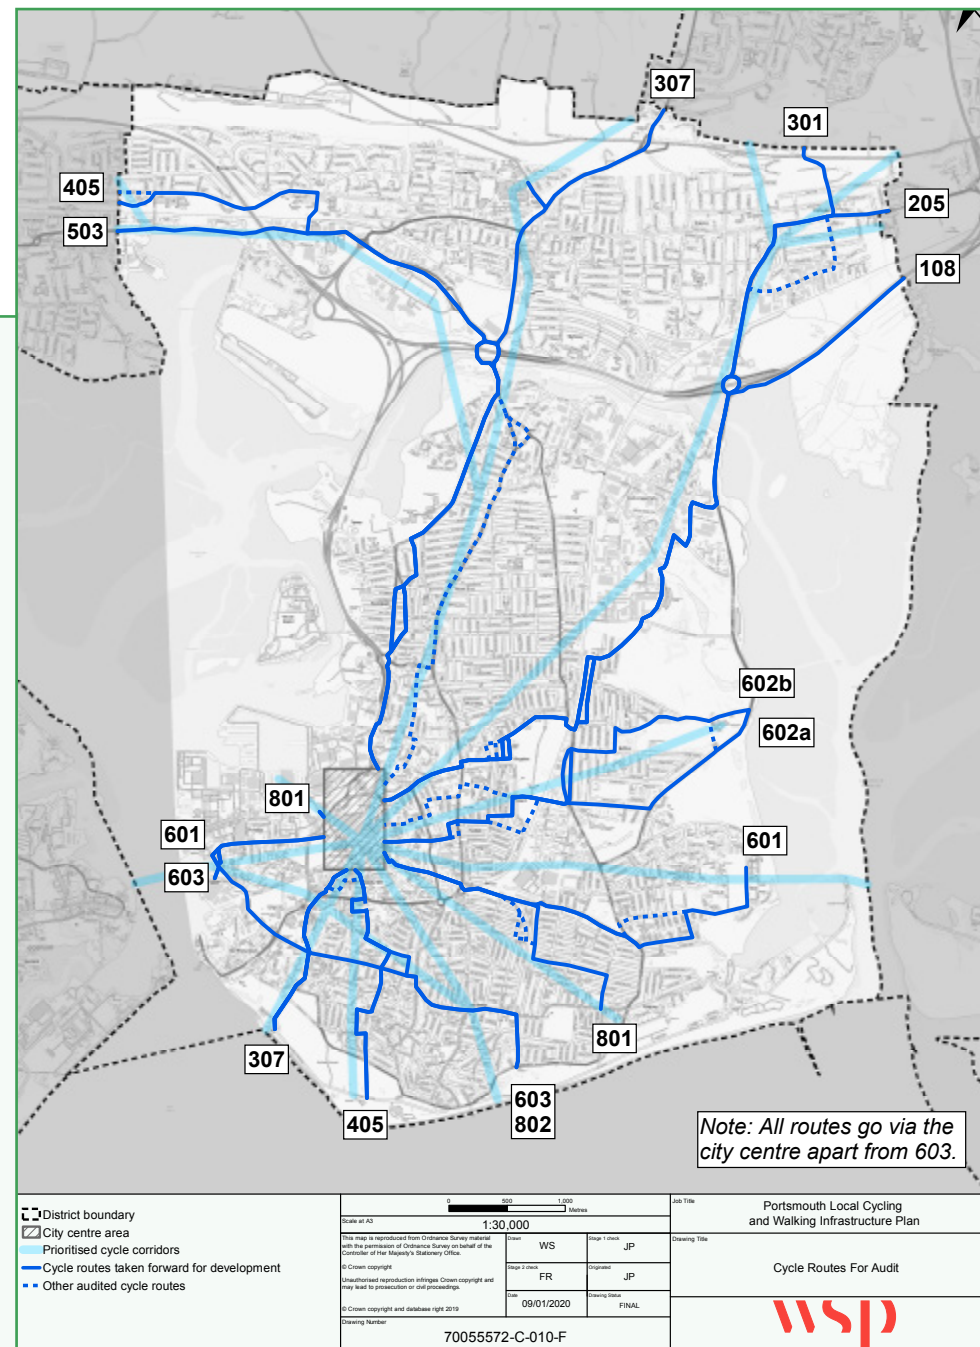 307
301
405
205
503
108
602b
602a
801
601
601
603
801
307
603
802
405
Note: All routes go via the
city centre apart from 603.
District boundary
City centre area
Prioritised cycle corridors
Cycle routes taken forward for development
Other audited cycle routes
0 500 1,000
Metres
Scale at A3
1:30,000
This map is reproduced from Ordnance Survey material
with the permission of Ordnance Survey on behalf of the
Controller of Her Majesty's Stationery Office.
© Crown copyright
Unauthorised reproduction infringes Crown copyright and
may lead to prosecution or civil proceedings.
© Crown copyright and database right 2019
Drawn
WS
Stage 1 check
JP
Stage 2 check
FR
Originated
JP
Date
09/01/2020
Drawing Status
FINAL
Drawing Number
70055572-C-010-F
Job Title
Portsmouth Local Cycling
and Walking Infrastructure Plan
Drawing Title
Cycle Routes For Audit
wsp